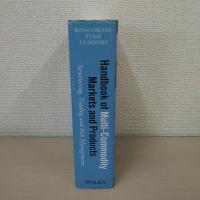 RONCORONI
FUSAI
CUMMINS
Handbook of Multi-Commodity
Markets and Products
Structuring, Trading and Risk Management
WILEY